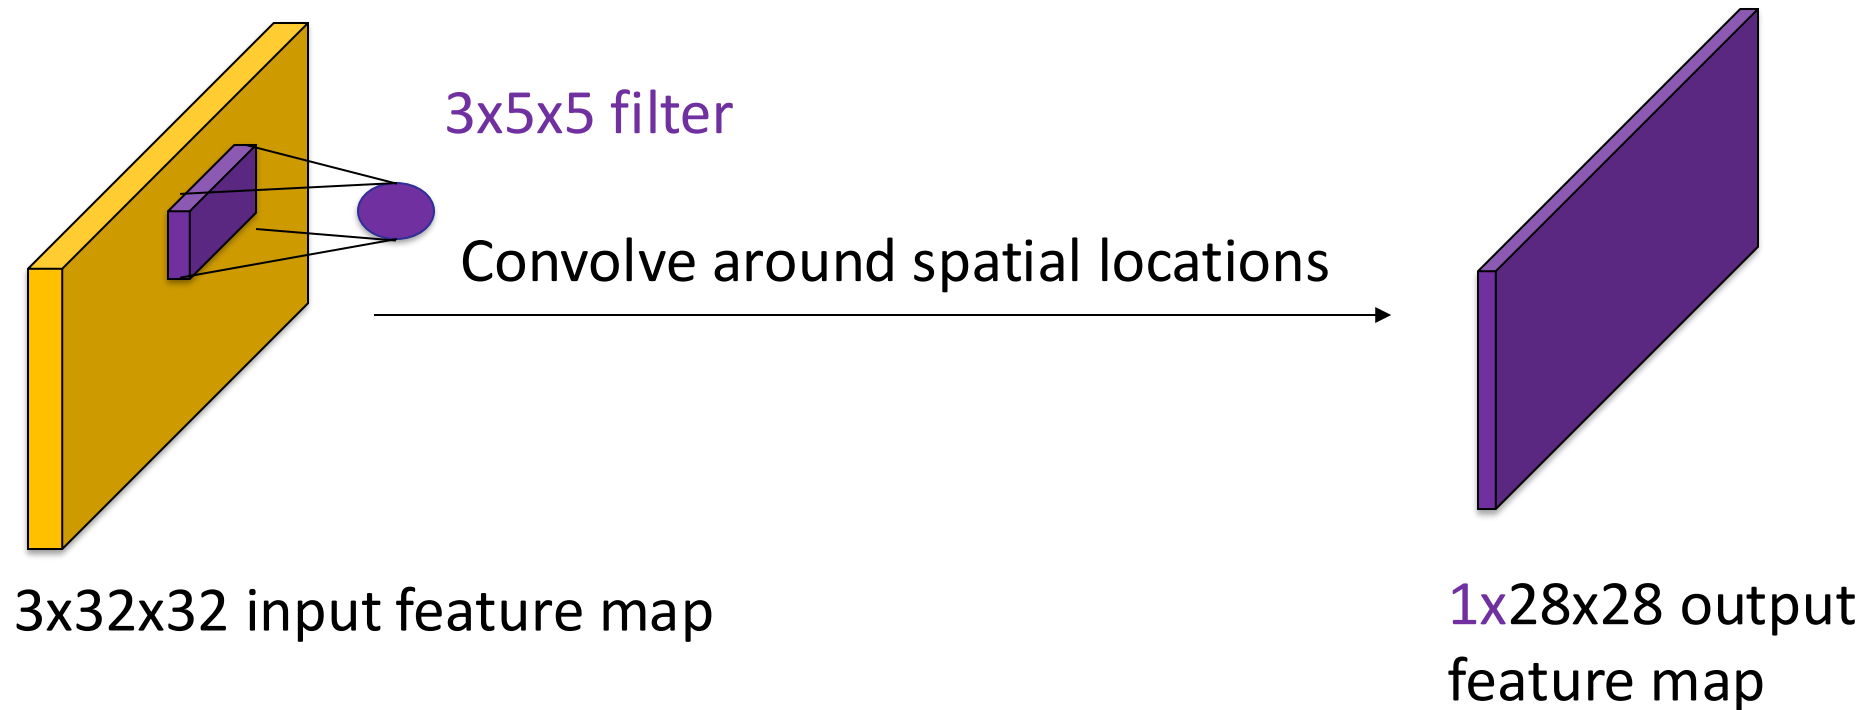 3x5x5 filter
Convolve around spatial locations
3x32x32 input feature map
1x28x28 output
feature map